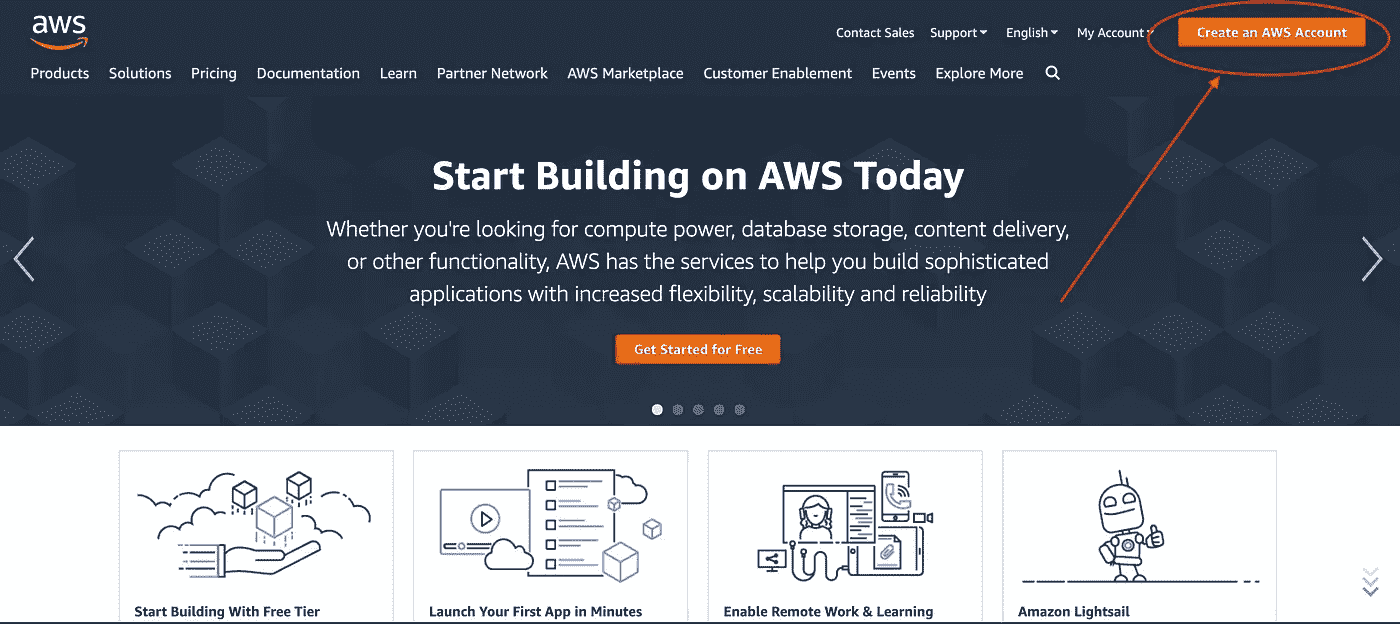 aws
Contact Sales Support English My Account Create an AWS Account
Products Solutions Pricing Documentation Learn Partner Network AWS Marketplace Customer Enablement Events Explore More
Start Building on AWS Today
Whether you're looking for compute power, database storage, content delivery,
or other functionality, AWS has the services to help you build sophisticated
applications with increased flexibility, scalability and reliability
Get Started for Free
Start Building With Free Tier
Launch Your First App in Minutes
Enable Remote Work & Learning
Amazon Lightsail